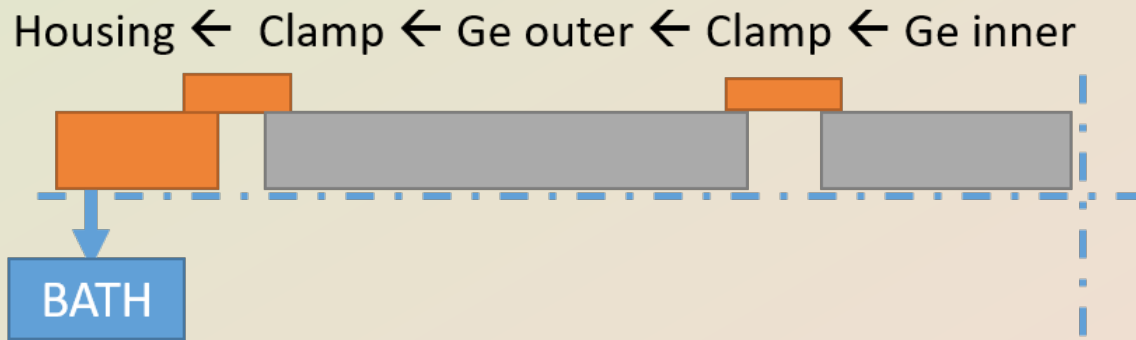 Housing ← Clamp ← Ge outer ← Clamp ← Ge inner
BATH